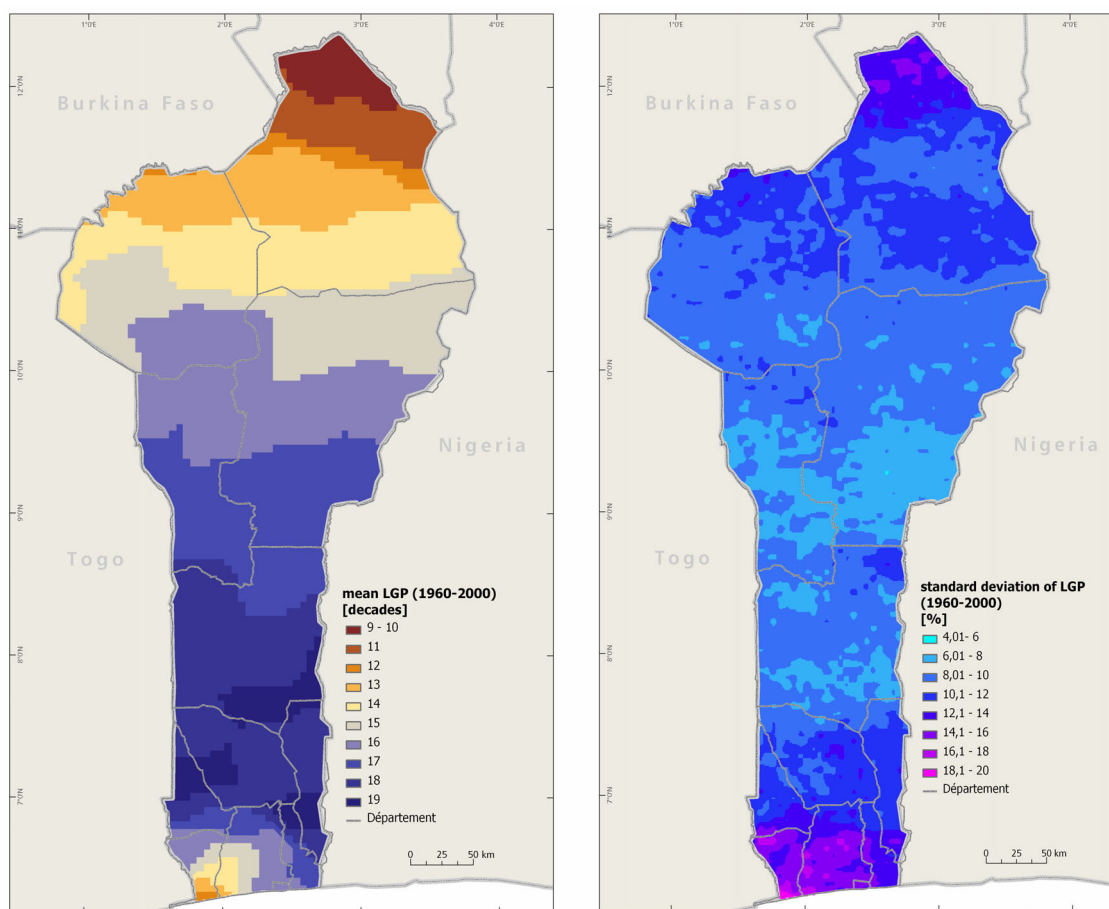 1°0'E 2°0'E 3°0'E 4°0'E
12°0'N
Burkina Faso
11°0'N
10°0'N
Nigeria
9°0'N
Togo
mean LGP (1960-2000)
[decades]
9 - 10
11
12
13
14
15
16
17
18
19
Département
8°0'N
7°0'N
0 25 50 km
1°0'E 2°0'E 3°0'E 4°0'E
12°0'N
Burkina Faso
11°0'N
10°0'N
Nigeria
9°0'N
Togo
standard deviation of LGP
(1960-2000)
[%]
4,01- 6
6,01 - 8
8,01 - 10
10,1 - 12
12,1 - 14
14,1 - 16
16,1 - 18
18,1 - 20
Département
8°0'N
7°0'N
0 25 50 km